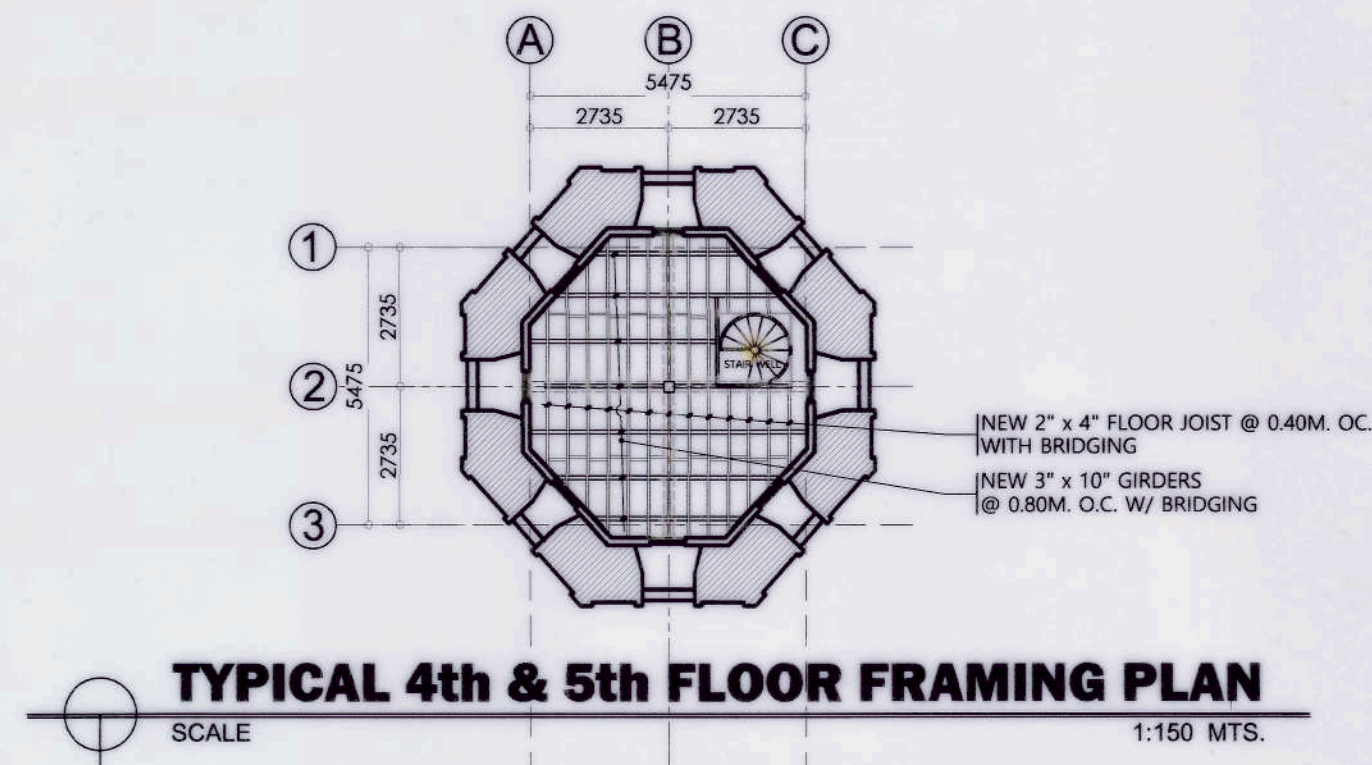 A B C
5475
2735 2735
1
2735
2
5475
2735
3
STAIR WELL
NEW 2" x 4" FLOOR JOIST @ 0.40M. OC.
WITH BRIDGING
NEW 3" x 10" GIRDERS
@ 0.80M. O.C. W/ BRIDGING
TYPICAL 4th & 5th FLOOR FRAMING PLAN
SCALE 1:150 MTS.